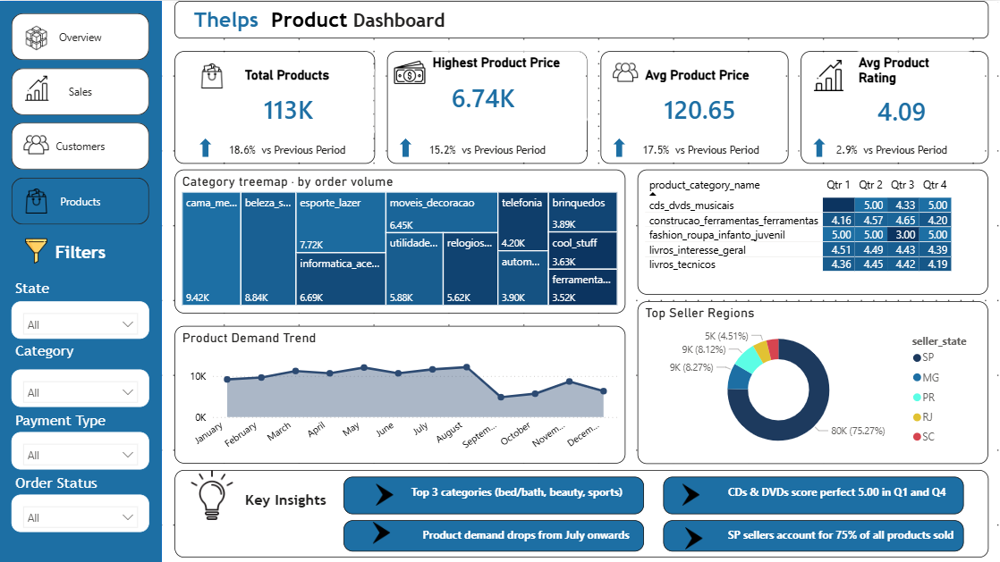 Overview
Sales
Customers
Products
Filters
State
All
Category
All
Payment Type
All
Order Status
All
Thelps Product Dashboard
Total Products
113K
18.6% vs Previous Period
Highest Product Price
6.74K
15.2% vs Previous Period
Avg Product Price
120.65
17.5% vs Previous Period
Avg Product
Rating
4.09
2.9% vs Previous Period
Category treemap · by order volume
cama_me...
9.42K
beleza_s...
8.84K
esporte_lazer
7.72K
informatica_ace...
6.69K
moveis_decoracao
6.45K
utilidade...
5.88K
relogios...
5.62K
telefonia
4.20K
autom...
3.90K
brinquedos
3.89K
cool_stuff
3.63K
ferramenta...
3.52K
product_category_name Qtr 1 Qtr 2 Qtr 3 Qtr 4
cds_dvds_musicais 5.00 4.33 5.00
construcao_ferramentas_ferramentas 4.16 4.57 4.65 4.20
fashion_roupa_infanto_juvenil 5.00 5.00 3.00 5.00
livros_interesse_geral 4.51 4.49 4.43 4.39
livros_tecnicos 4.36 4.45 4.42 4.19
Product Demand Trend
10K
0K
January
February
March
April
May
June
July
August
Septem...
October
Novem...
Decem...
Top Seller Regions
5K (4.51%)
9K (8.12%)
9K (8.27%)
80K (75.27%)
seller_state
SP
MG
PR
RJ
SC
Key Insights
Top 3 categories (bed/bath, beauty, sports)
CDs & DVDs score perfect 5.00 in Q1 and Q4
Product demand drops from July onwards
SP sellers account for 75% of all products sold